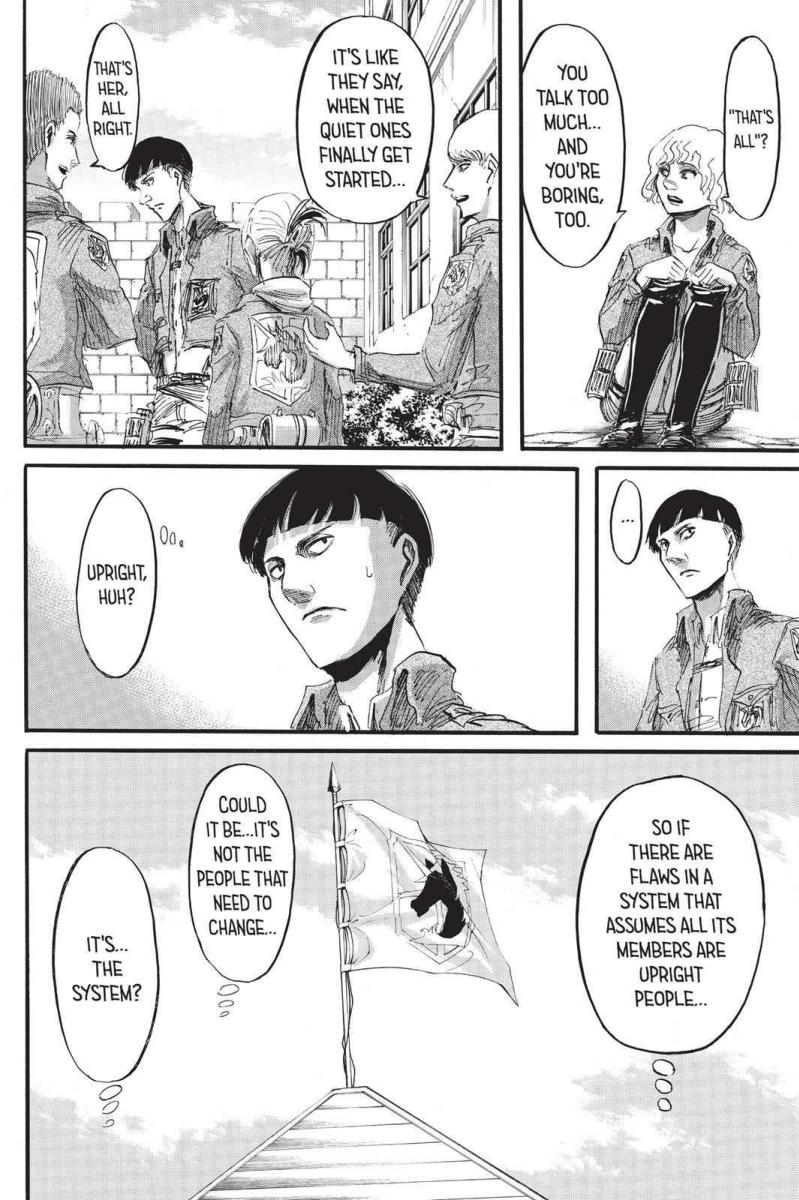 "THAT'S
ALL"?
YOU
TALK TOO
MUCH...
AND
YOU'RE
BORING,
TOO.
IT'S LIKE
THEY SAY,
WHEN THE
QUIET ONES
FINALLY GET
STARTED...
THAT'S
HER,
ALL
RIGHT.
...
UPRIGHT,
HUH?
SO IF
THERE ARE
FLAWS IN A
SYSTEM THAT
ASSUMES ALL ITS
MEMBERS ARE
UPRIGHT
PEOPLE...
COULD
IT BE...IT'S
NOT THE
PEOPLE THAT
NEED TO
CHANGE...
IT'S...
THE
SYSTEM?